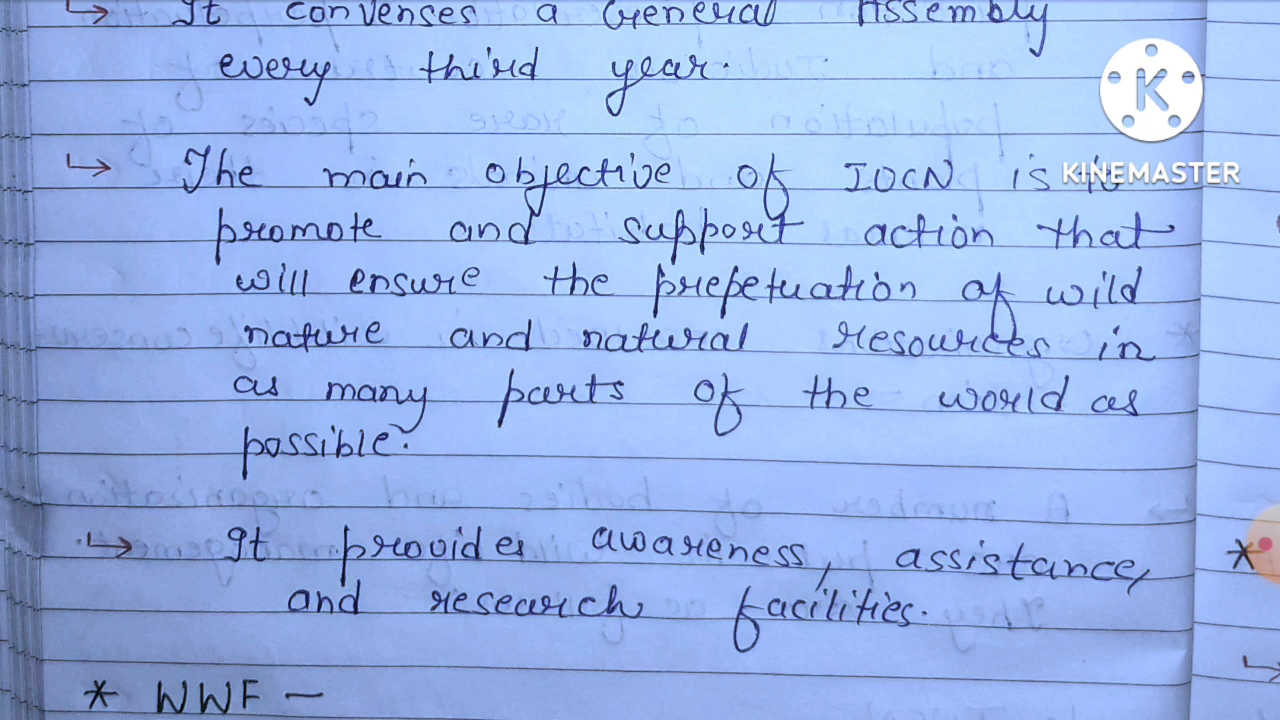 ↳ It convenses a General Assembly
every third year.
↳ The main objective of IOCN is to
promote and support action that
will ensure the prepetuation of wild
nature and natural resources in
as many parts of the world as
possible.
↳ It provides awareness, assistance,
and research facilities.
* WWF —
K
KINEMASTER
*
↳